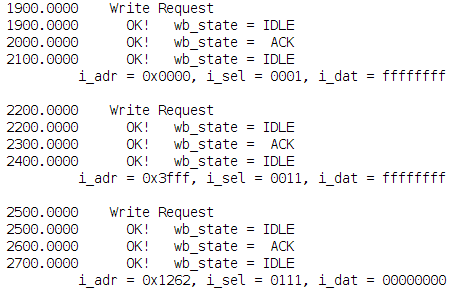 1900.0000    Write Request
1900.0000      OK!   wb_state = IDLE
2000.0000      OK!   wb_state =  ACK
2100.0000      OK!   wb_state = IDLE
i_adr = 0x0000, i_sel = 0001, i_dat = ffffffff
2200.0000    Write Request
2200.0000      OK!   wb_state = IDLE
2300.0000      OK!   wb_state =  ACK
2400.0000      OK!   wb_state = IDLE
i_adr = 0x3fff, i_sel = 0011, i_dat = ffffffff
2500.0000    Write Request
2500.0000      OK!   wb_state = IDLE
2600.0000      OK!   wb_state =  ACK
2700.0000      OK!   wb_state = IDLE
i_adr = 0x1262, i_sel = 0111, i_dat = 00000000